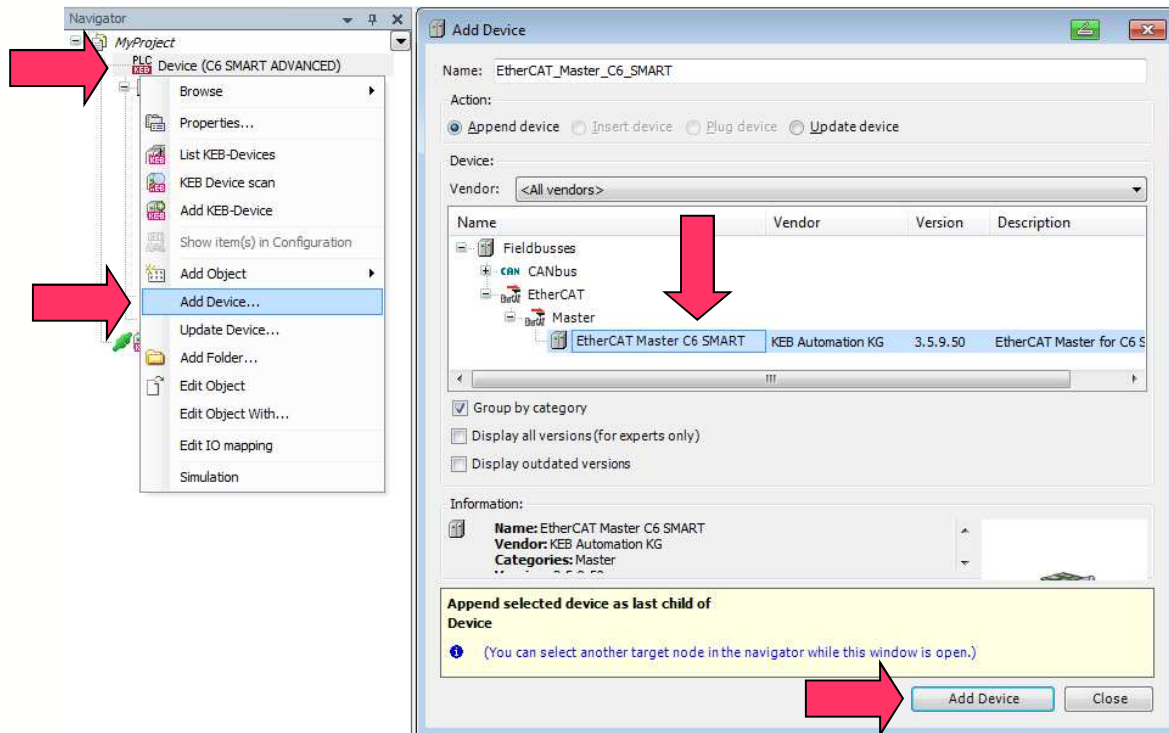 Navigator
MyProject
PLC KEB Device (C6 SMART ADVANCED)
Browse
Properties...
List KEB-Devices
KEB Device scan
Add KEB-Device
Show item(s) in Configuration
Add Object
Add Device...
Update Device...
Add Folder...
Edit Object
Edit Object With...
Edit IO mapping
Simulation
Add Device
Name: EtherCAT_Master_C6_SMART
Action:
Append device Insert device Plug device Update device
Device:
Vendor: <All vendors>
Name Vendor Version Description
Fieldbusses
CAN CANbus
EtherCAT
Master
EtherCAT Master C6 SMART KEB Automation KG 3.5.9.50 EtherCAT Master for C6 S
Group by category
Display all versions (for experts only)
Display outdated versions
Information:
Name: EtherCAT Master C6 SMART
Vendor: KEB Automation KG
Categories: Master
Append selected device as last child of
Device
(You can select another target node in the navigator while this window is open.)
Add Device Close